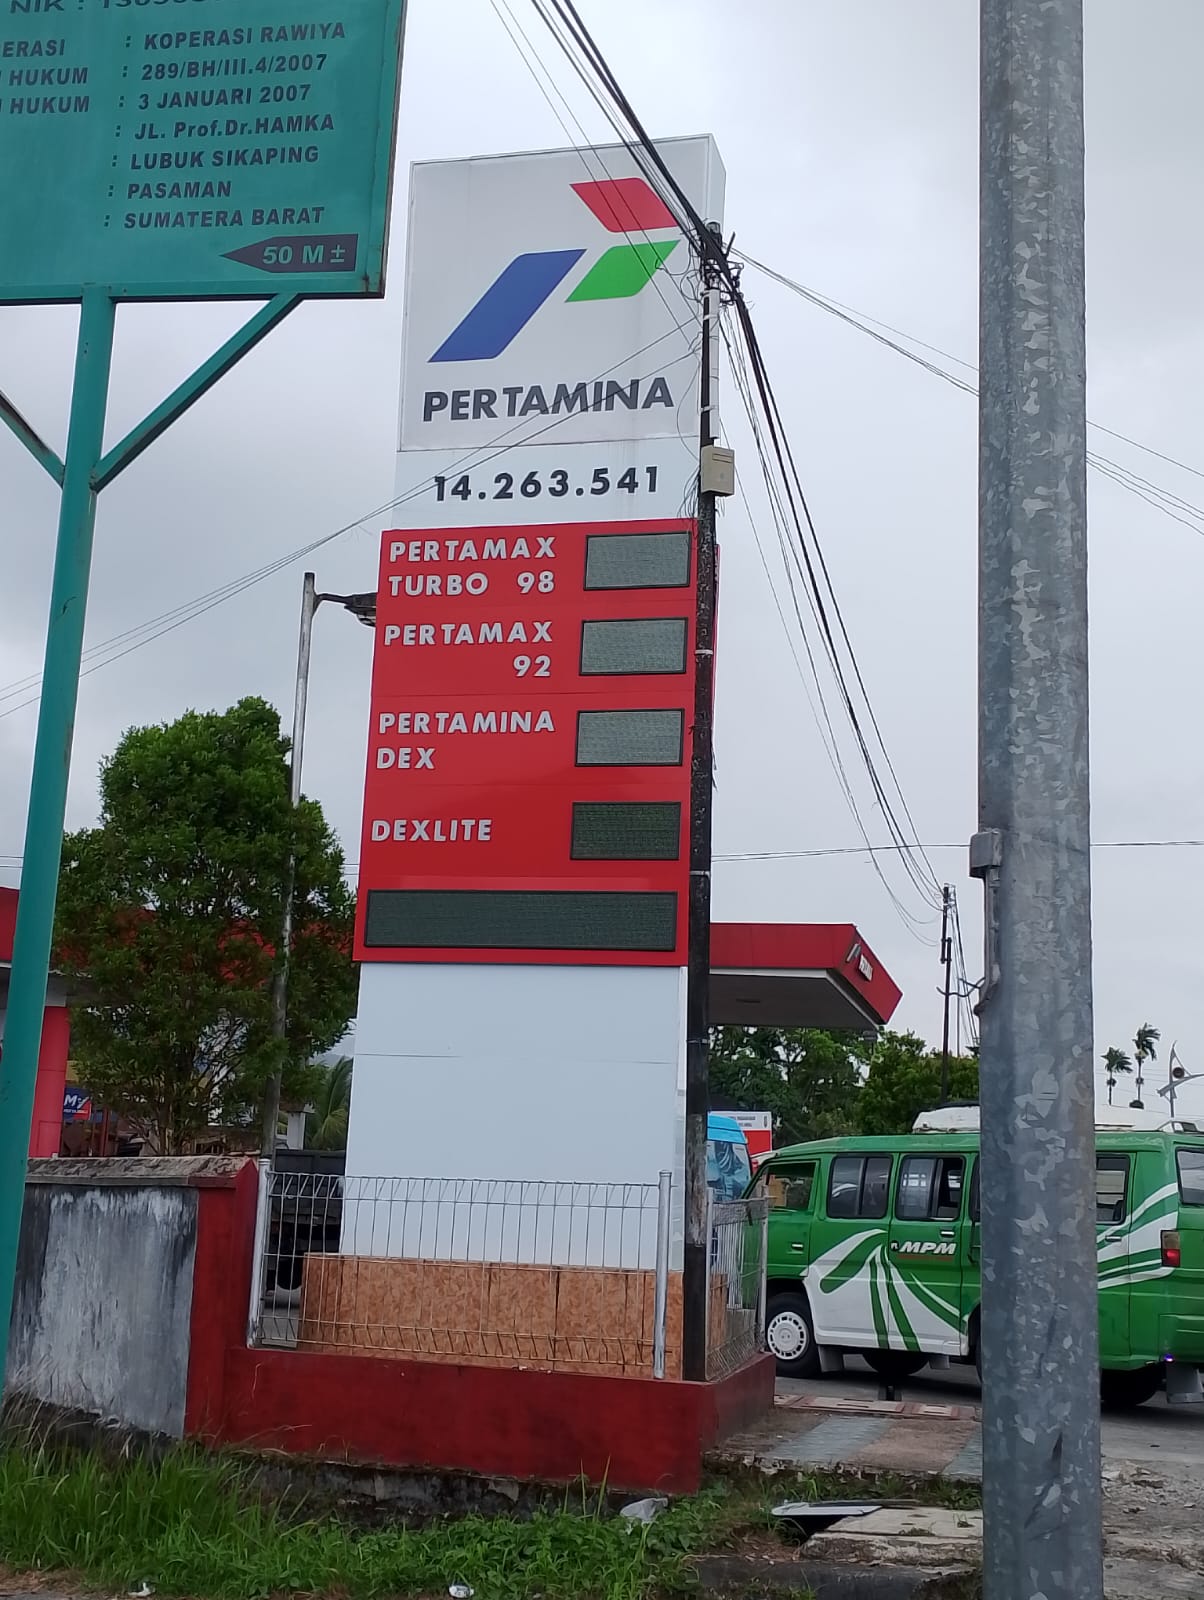 NIK :
ERASI : KOPERASI RAWIYA
HUKUM : 289/BH/III.4/2007
HUKUM : 3 JANUARI 2007
: JL. Prof.Dr.HAMKA
: LUBUK SIKAPING
: PASAMAN
: SUMATERA BARAT
50 M ±
PERTAMINA
14.263.541
PERTAMAX
TURBO 98
PERTAMAX
92
PERTAMINA
DEX
DEXLITE
MPM